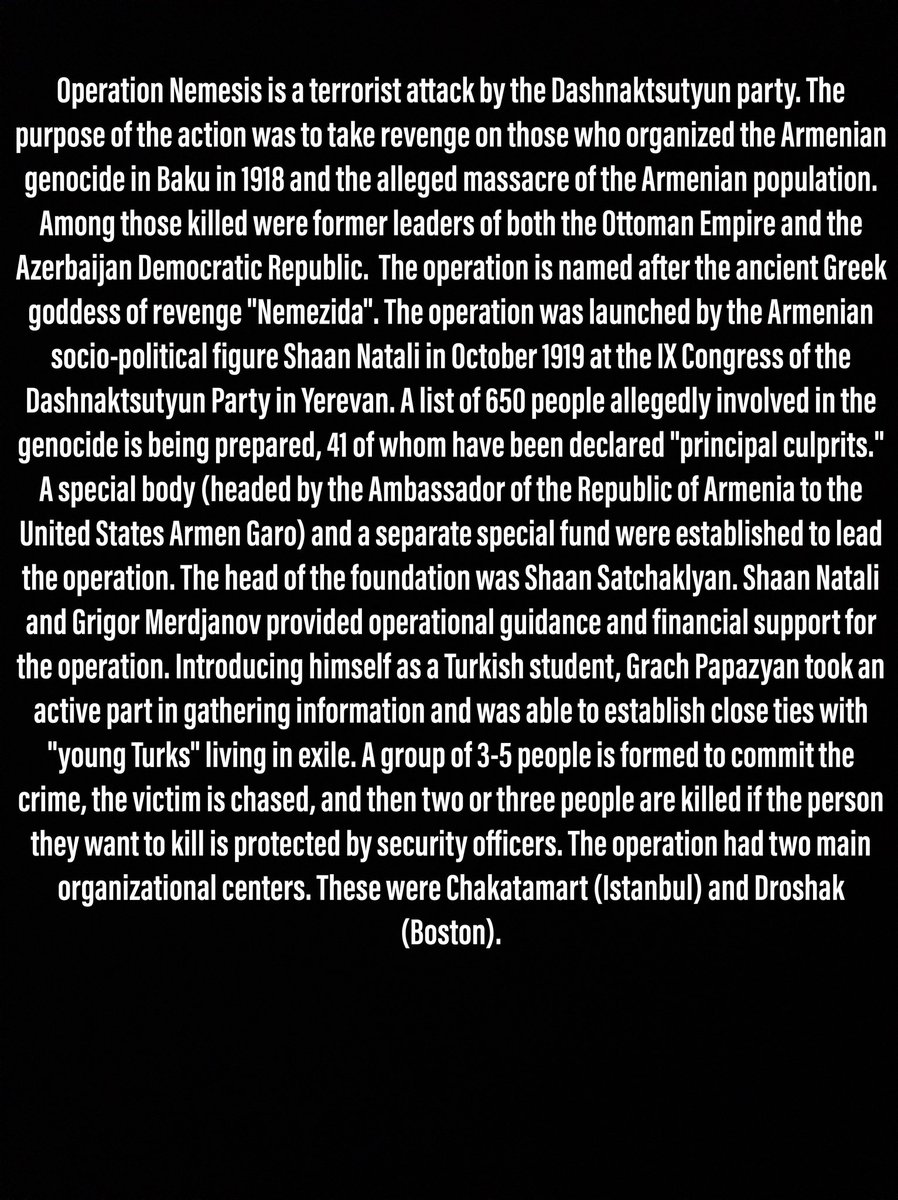 Operation Nemesis is a terrorist attack by the Dashnaktsutyun party. The
purpose of the action was to take revenge on those who organized the Armenian
genocide in Baku in 1918 and the alleged massacre of the Armenian population.
Among those killed were former leaders of both the Ottoman Empire and the
Azerbaijan Democratic Republic. The operation is named after the ancient Greek
goddess of revenge "Nemezida". The operation was launched by the Armenian
socio-political figure Shaan Natali in October 1919 at the IX Congress of the
Dashnaktsutyun Party in Yerevan. A list of 650 people allegedly involved in the
genocide is being prepared, 41 of whom have been declared "principal culprits."
A special body (headed by the Ambassador of the Republic of Armenia to the
United States Armen Garo) and a separate special fund were established to lead
the operation. The head of the foundation was Shaan Satchaklyan. Shaan Natali
and Grigor Merdjanov provided operational guidance and financial support for
the operation. Introducing himself as a Turkish student, Grach Papazyan took an
active part in gathering information and was able to establish close ties with
"young Turks" living in exile. A group of 3-5 people is formed to commit the
crime, the victim is chased, and then two or three people are killed if the person
they want to kill is protected by security officers. The operation had two main
organizational centers. These were Chakatamart (Istanbul) and Droshak
(Boston).